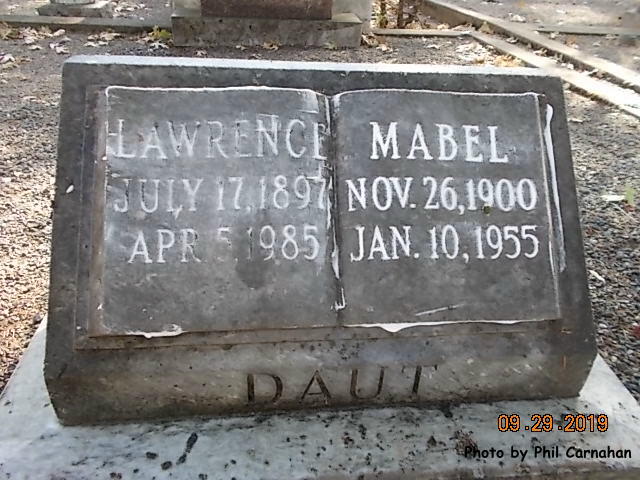 LAWRENCE
JULY 17, 1897
APR 5, 1985
MABEL
NOV. 26, 1900
JAN. 10, 1955
DAUT
09.29.2019
Photo by Phil Carnahan